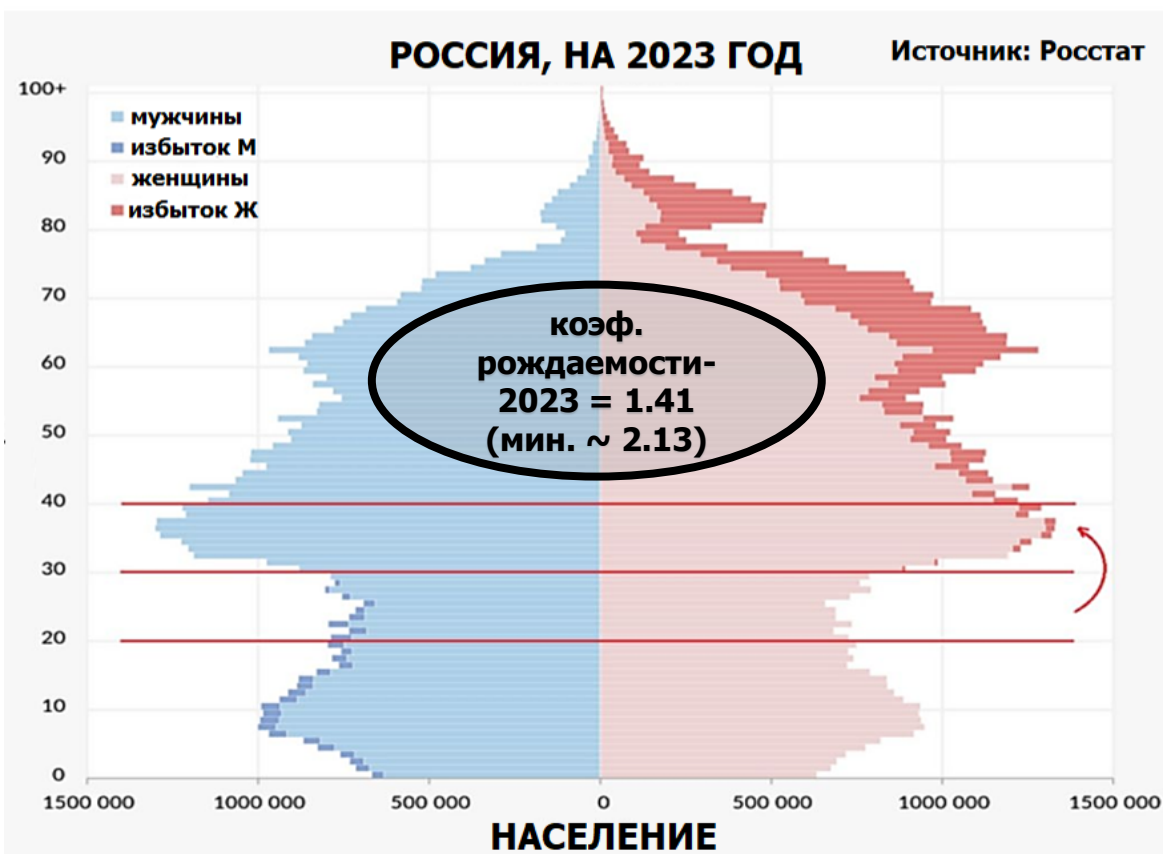 РОССИЯ, НА 2023 ГОД
Источник: Росстат
100+
мужчины
избыток М
женщины
избыток Ж
90
80
70
60
50
40
30
20
10
0
коэф.
рождаемости-
2023 = 1.41
(мин. ~ 2.13)
1500 000 1000 000 500 000 0 500 000 1000 000 1500 000
НАСЕЛЕНИЕ